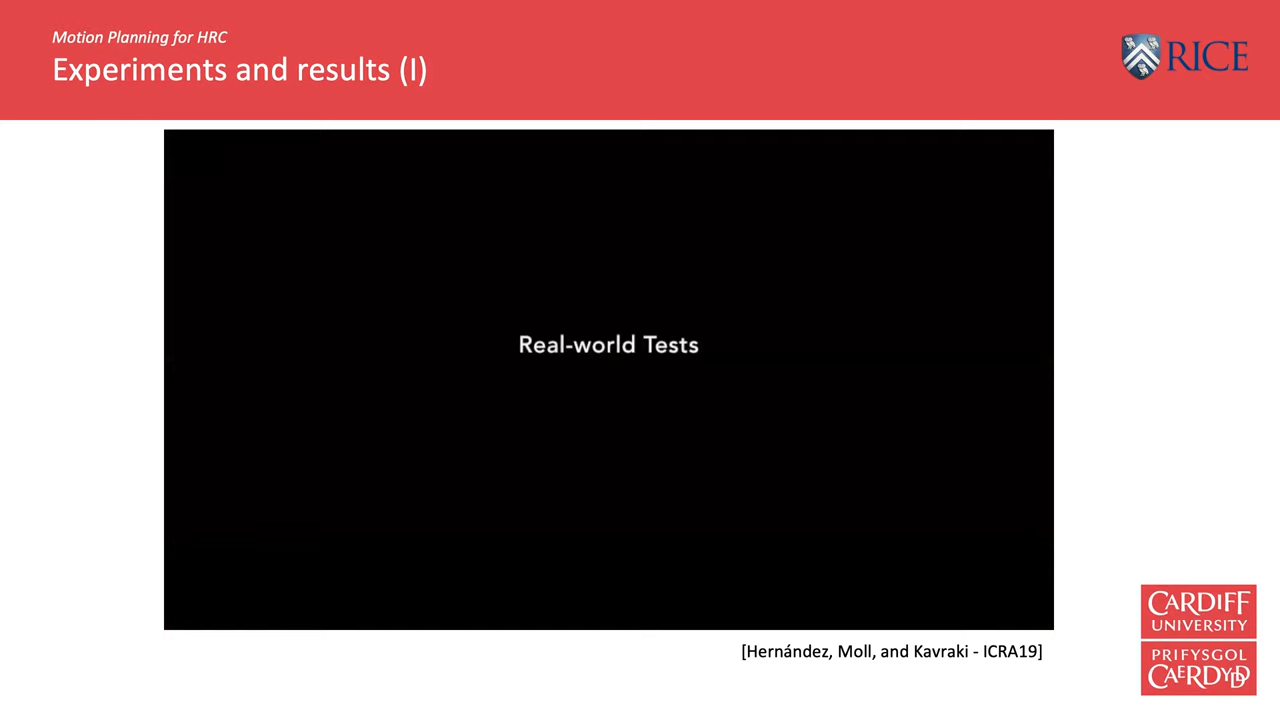 Motion Planning for HRC
Experiments and results (I)
RICE
Real-world Tests
[Hernández, Moll, and Kavraki - ICRA19]
CARDIFF
UNIVERSITY
PRIFYSGOL
CAERDYDD